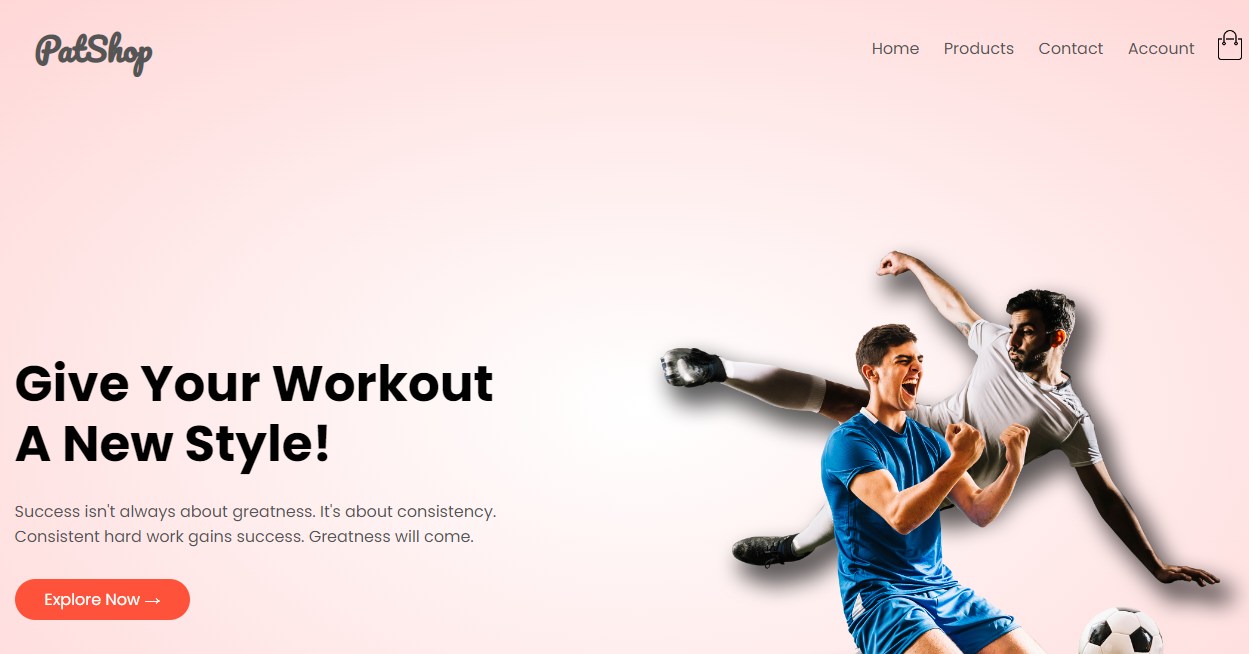 PatShop
Home Products Contact Account
Give Your Workout
A New Style!
Success isn't always about greatness. It's about consistency.
Consistent hard work gains success. Greatness will come.
Explore Now →